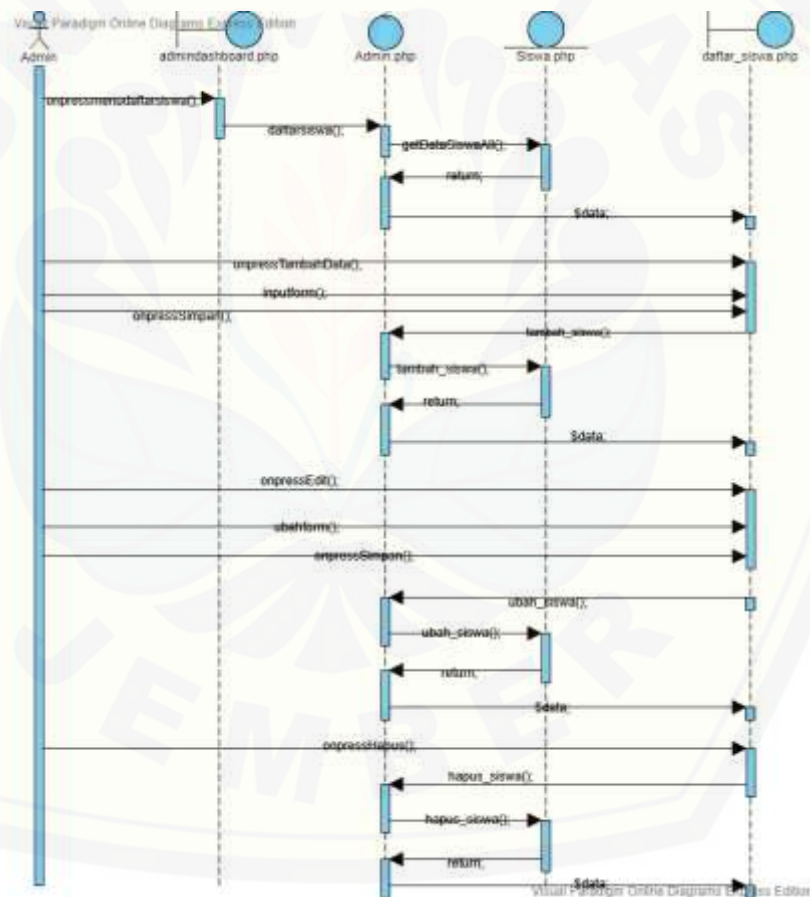 Visual Paradigm Online Diagrams Express Edition
Admin
admindashboard.php
Admin.php
Siswa.php
daftar_siswa.php
onpressmenudaftarsiswa();
daftarsiswa();
getDataSiswaAll();
return;
$data;
onpressTambahData();
inputform();
onpressSimpan();
tambah_siswa();
tambah_siswa();
return;
$data;
onpressEdit();
ubahform();
onpressSimpan();
ubah_siswa();
ubah_siswa();
return;
$data;
onpressHapus();
hapus_siswa();
hapus_siswa();
return;
$data;
Visual Paradigm Online Diagrams Express Edition
JEMBER